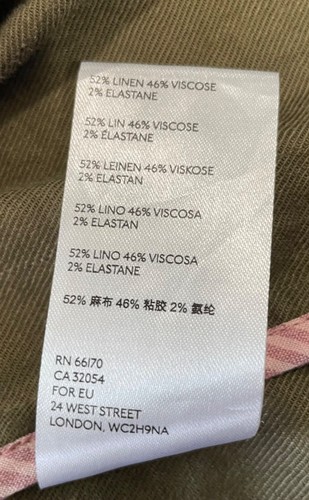 52% LINEN 46% VISCOSE
2% ELASTANE
52% LIN 46% VISCOSE
2% ÉLASTANE
52% LEINEN 46% VISKOSE
2% ELASTAN
52% LINO 46% VISCOSA
2% ELASTAN
52% LINO 46% VISCOSA
2% ELASTANE
52% 麻布 46% 粘胶 2% 氨纶
RN 66170
CA 32054
FOR EU
24 WEST STREET
LONDON, WC2H9NA